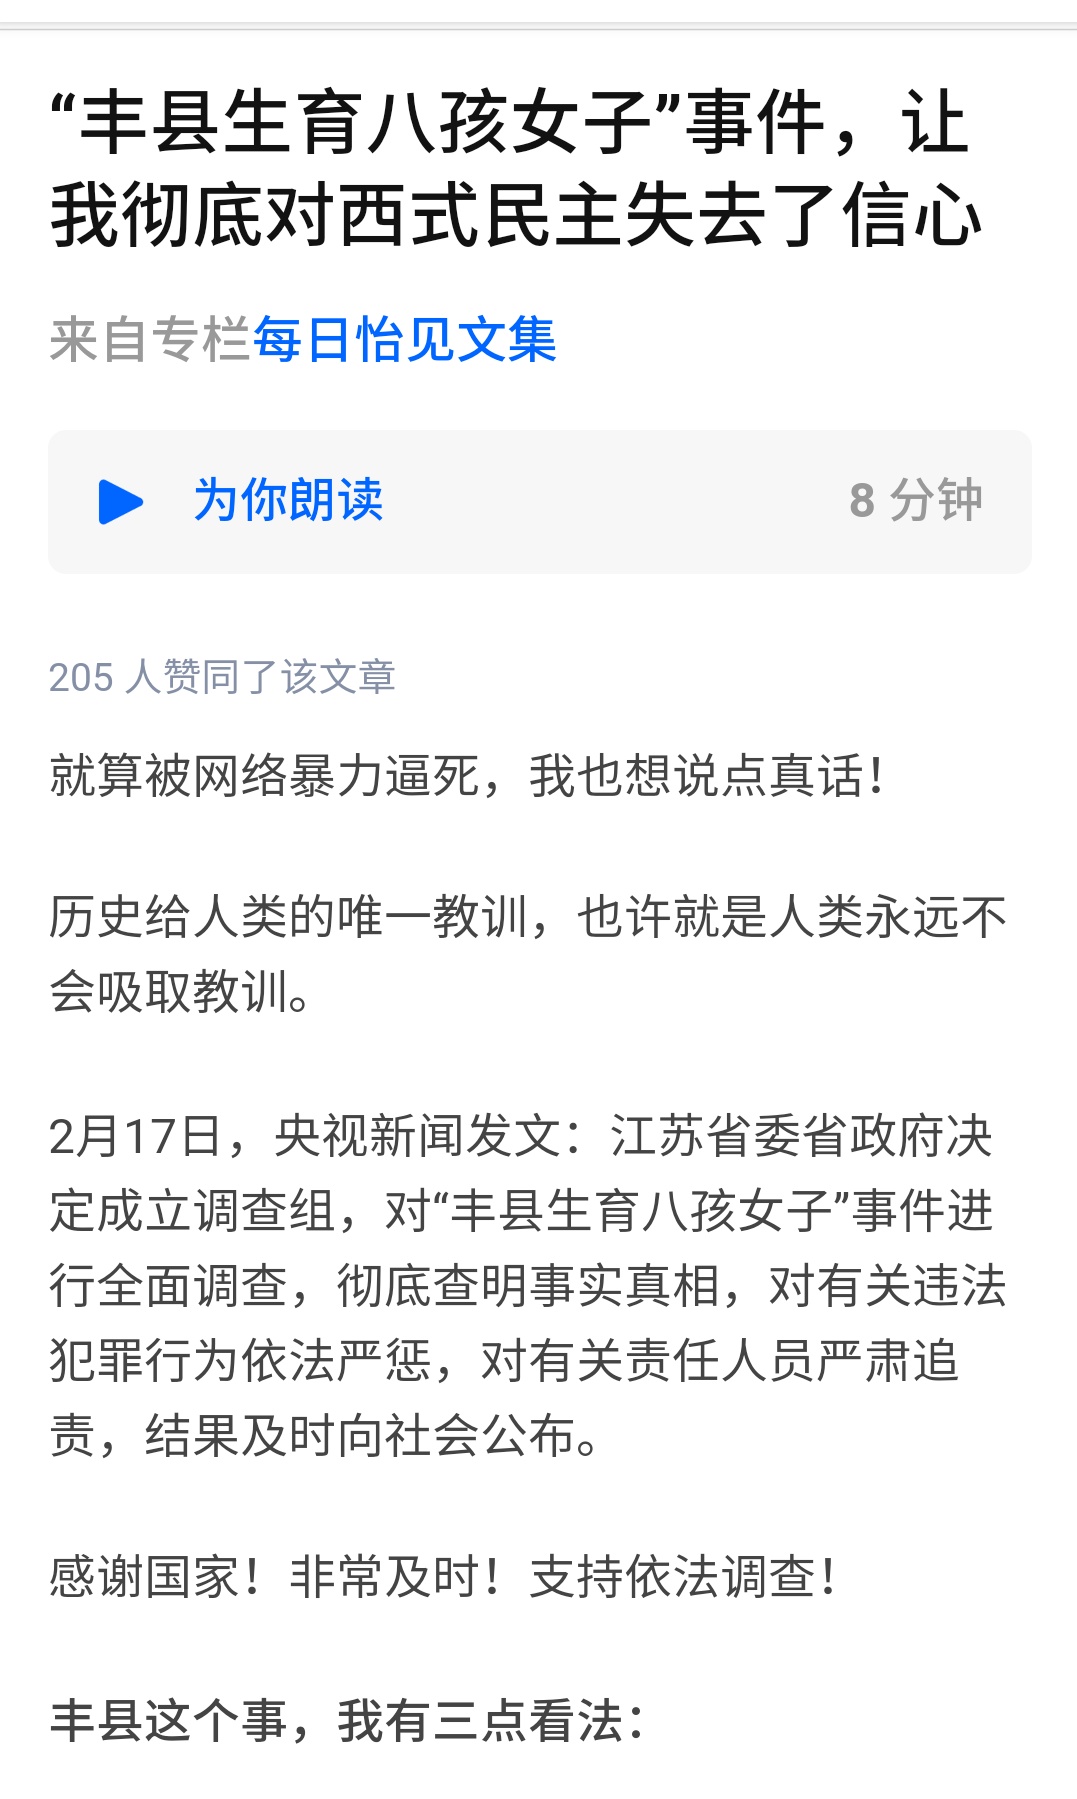 “丰县生育八孩女子”事件，让
我彻底对西式民主失去了信心
来自专栏每日怡见文集
为你朗读 8 分钟
205 人赞同了该文章
就算被网络暴力逼死，我也想说点真话！
历史给人类的唯一教训，也许就是人类永远不
会吸取教训。
2月17日，央视新闻发文：江苏省委省政府决
定成立调查组，对“丰县生育八孩女子”事件进
行全面调查，彻底查明事实真相，对有关违法
犯罪行为依法严惩，对有关责任人员严肃追
责，结果及时向社会公布。
感谢国家！非常及时！支持依法调查！
丰县这个事，我有三点看法：